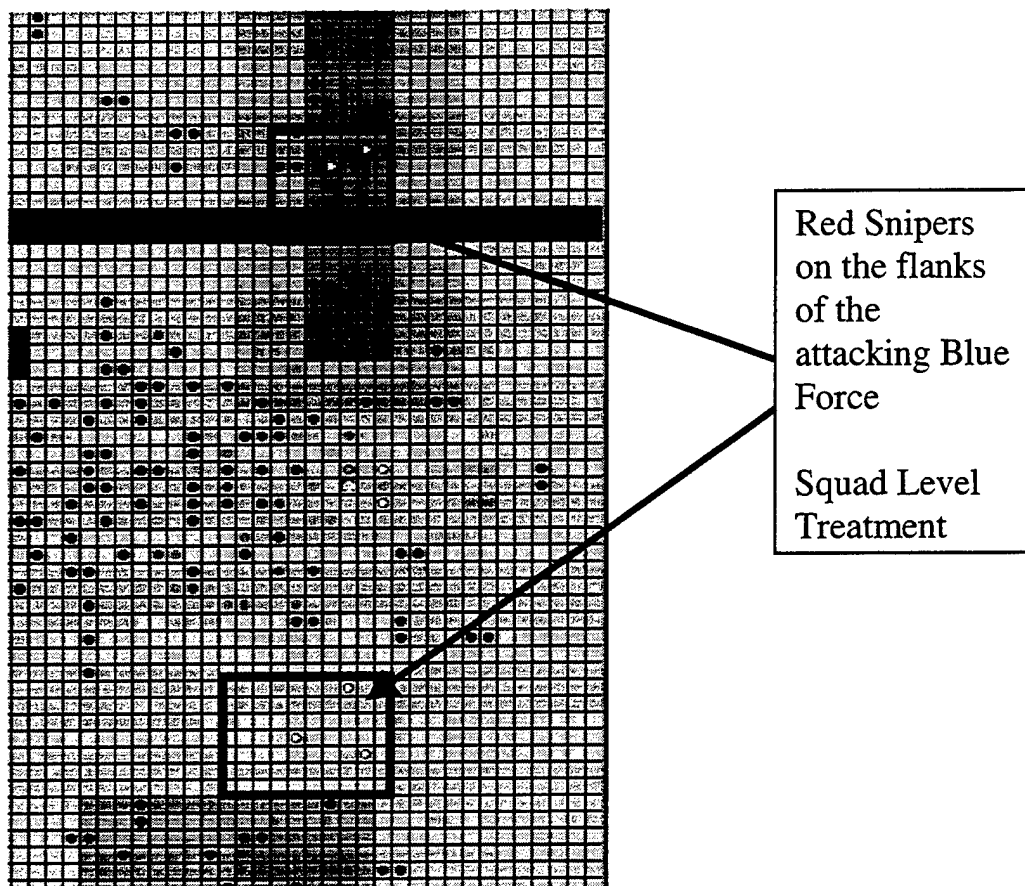 Red Snipers
on the flanks
of the
attacking Blue
Force
Squad Level
Treatment